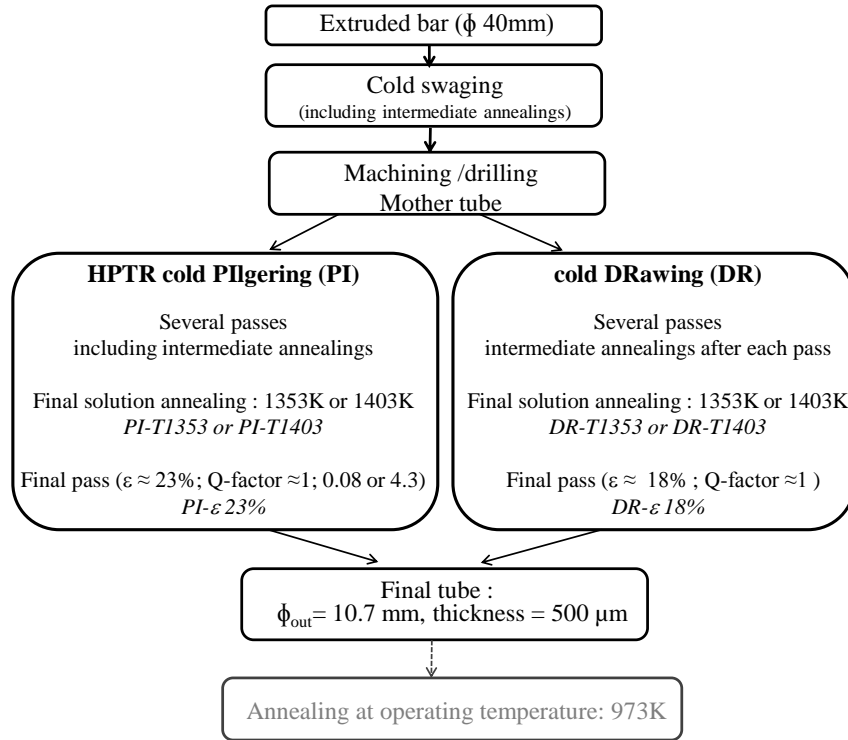 Extruded bar (ϕ 40mm)
Cold swaging
(including intermediate annealings)
Machining /drilling
Mother tube
HPTR cold PIlgering (PI)
Several passes
including intermediate annealings
Final solution annealing : 1353K or 1403K
PI-T1353 or PI-T1403
Final pass (ε ≈ 23%; Q-factor ≈1; 0.08 or 4.3)
PI-ε 23%
cold DRawing (DR)
Several passes
intermediate annealings after each pass
Final solution annealing : 1353K or 1403K
DR-T1353 or DR-T1403
Final pass (ε ≈ 18% ; Q-factor ≈1 )
DR-ε 18%
Final tube :
ϕout= 10.7 mm, thickness = 500 µm
Annealing at operating temperature: 973K